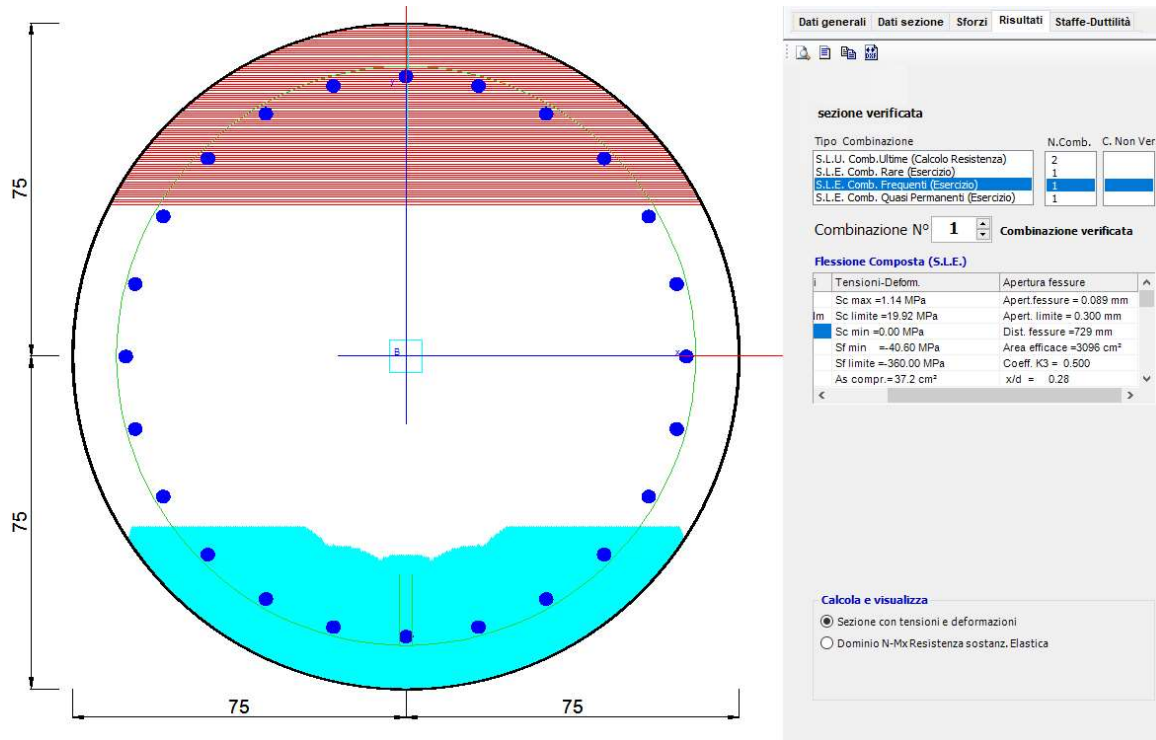 75
75
75
75
y
x
B
Dati generali Dati sezione Sforzi Risultati Staffe-Duttilità
DXF
sezione verificata
Tipo Combinazione N.Comb. C. Non Ver
S.L.U. Comb.Ultime (Calcolo Resistenza) 2
S.L.E. Comb. Rare (Esercizio) 1
S.L.E. Comb. Frequenti (Esercizio) 1
S.L.E. Comb. Quasi Permanenti (Esercizio) 1
Combinazione N° 1 Combinazione verificata
Flessione Composta (S.L.E.)
i Tensioni-Deform. Apertura fessure
Sc max =1.14 MPa Apert.fessure = 0.089 mm
lm Sc limite =19.92 MPa Apert. limite = 0.300 mm
Sc min =0.00 MPa Dist. fessure =729 mm
Sf min =-40.60 MPa Area efficace =3096 cm²
Sf limite =-360.00 MPa Coeff. K3 = 0.500
As compr.=37.2 cm² x/d = 0.28
Calcola e visualizza
Sezione con tensioni e deformazioni
Dominio N-Mx Resistenza sostanz. Elastica